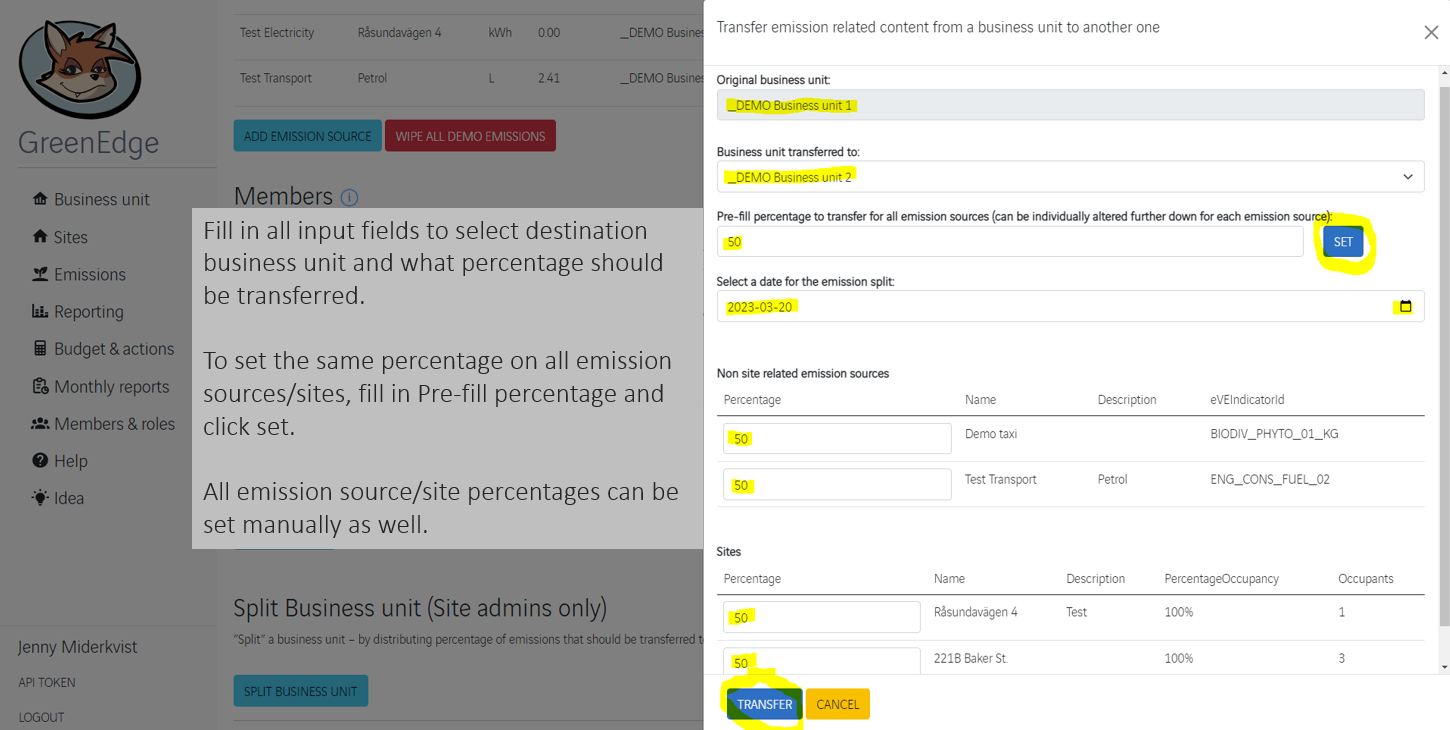 GreenEdge
Business unit
Sites
Emissions
Reporting
Budget & actions
Monthly reports
Members & roles
Help
Idea
Jenny Miderkvist
API TOKEN
LOGOUT
Test Electricity Råsundavägen 4 kWh 0.00 _DEMO Busine
Test Transport Petrol L 2.41 _DEMO Busine
ADD EMISSION SOURCE WIPE ALL DEMO EMISSIONS
Members i
Fill in all input fields to select destination
business unit and what percentage should
be transferred.
To set the same percentage on all emission
sources/sites, fill in Pre-fill percentage and
click set.
All emission source/site percentages can be
set manually as well.
Split Business unit (Site admins only)
"Split" a business unit – by distributing percentage of emissions that should be transferred t
SPLIT BUSINESS UNIT
Transfer emission related content from a business unit to another one
Original business unit:
_DEMO Business unit 1
Business unit transferred to:
_DEMO Business unit 2
Pre-fill percentage to transfer for all emission sources (can be individually altered further down for each emission source):
50 SET
Select a date for the emission split:
2023-03-20
Non site related emission sources
Percentage Name Description eVEIndicatorId
50 Demo taxi BIODIV_PHYTO_01_KG
50 Test Transport Petrol ENG_CONS_FUEL_02
Sites
Percentage Name Description PercentageOccupancy Occupants
50 Råsundavägen 4 Test 100% 1
50 221B Baker St. 100% 3
TRANSFER CANCEL